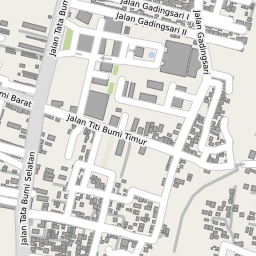 Jalan Gadingsari I
Jalan Gadingsari II
Jalan Gadingsari
Jalan Tata Bumi
umi Barat
Jalan Titi Bumi Timur
Jalan Tata Bumi Selatan